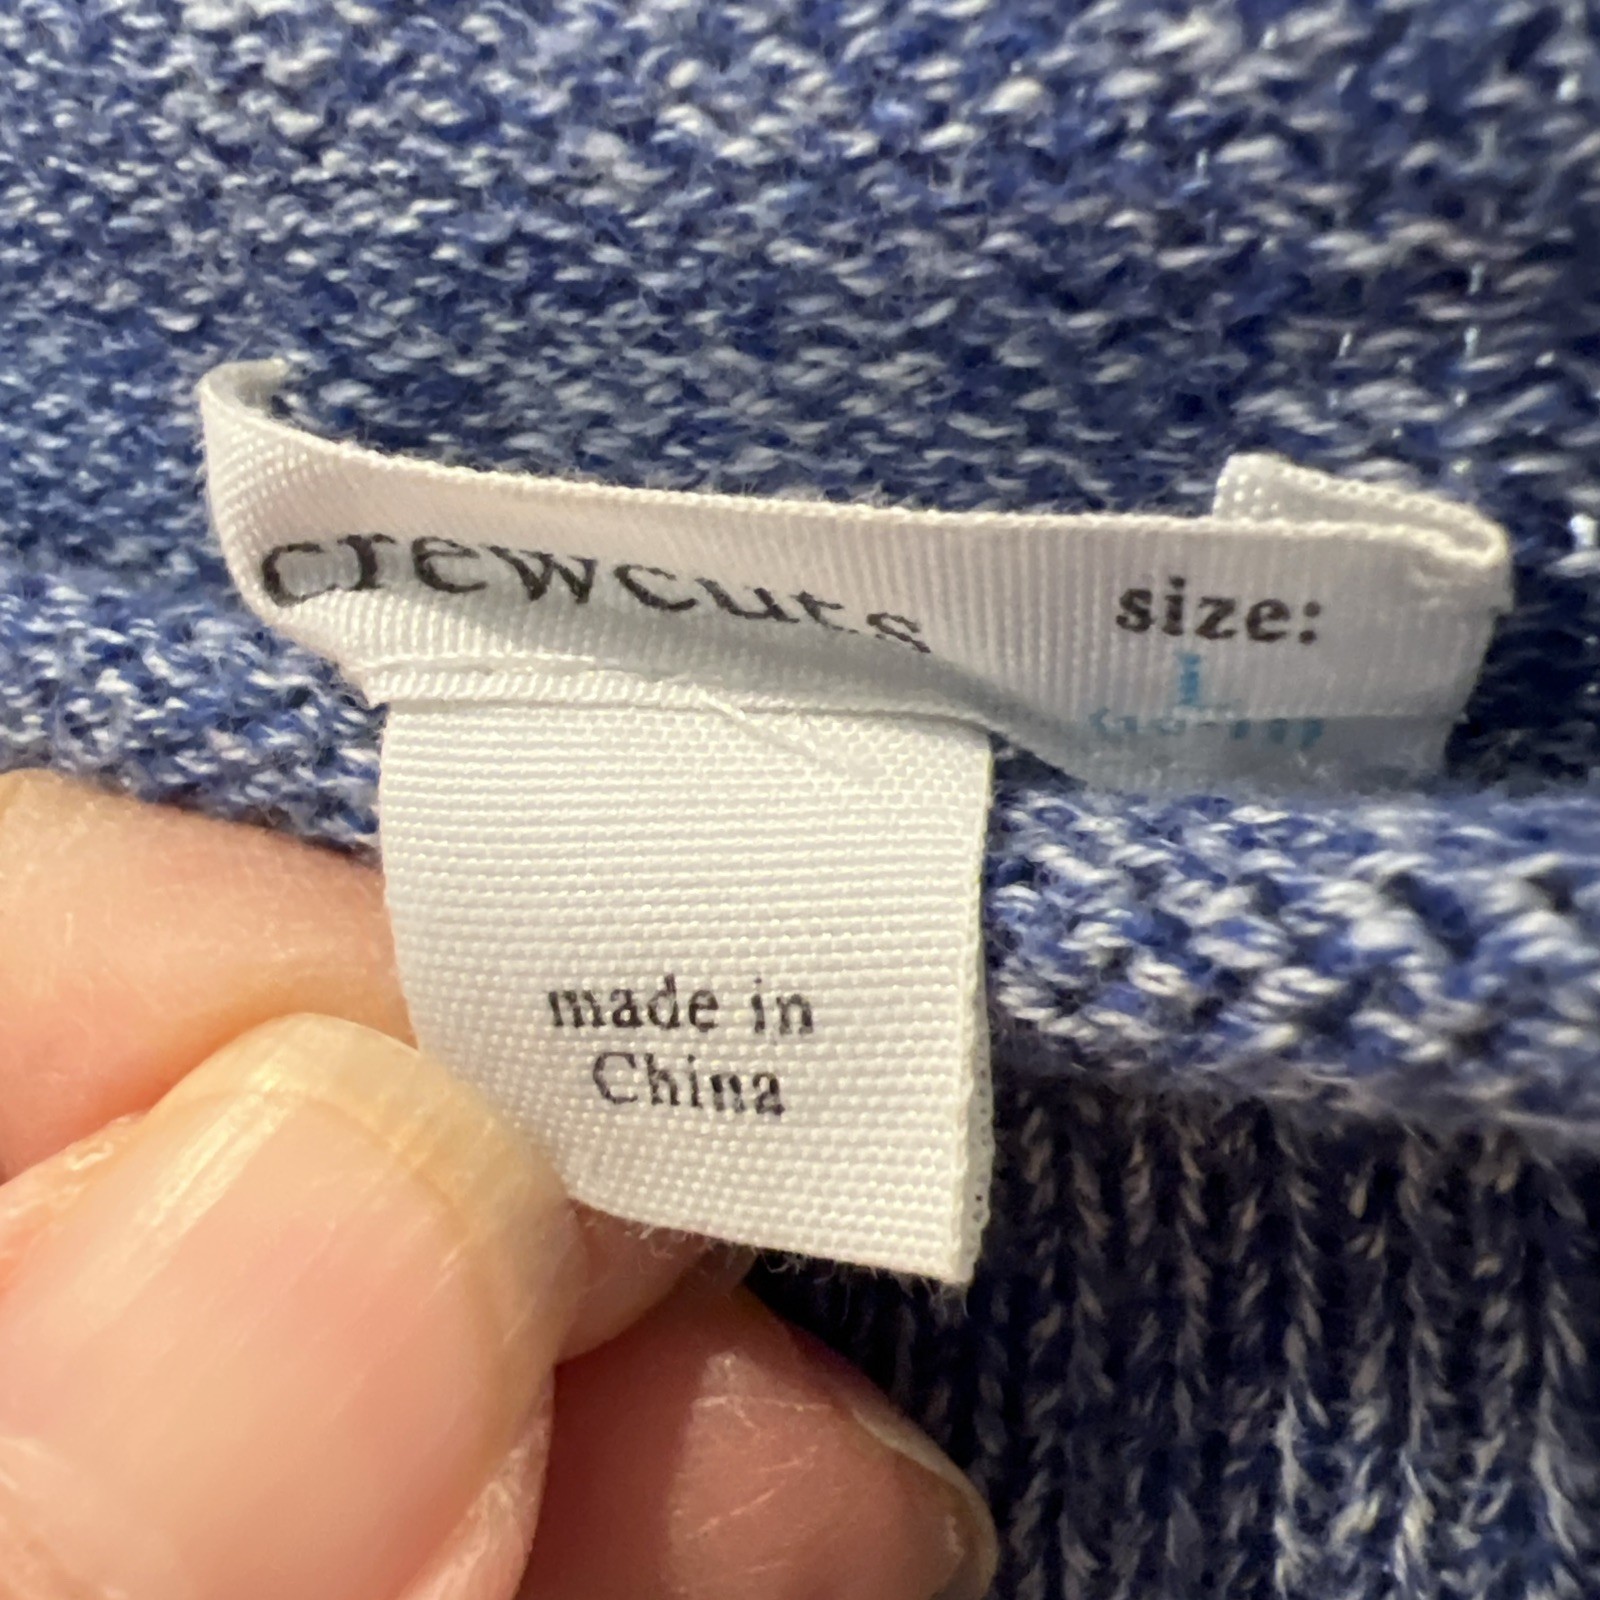 crewcuts
size:
L
made in
China